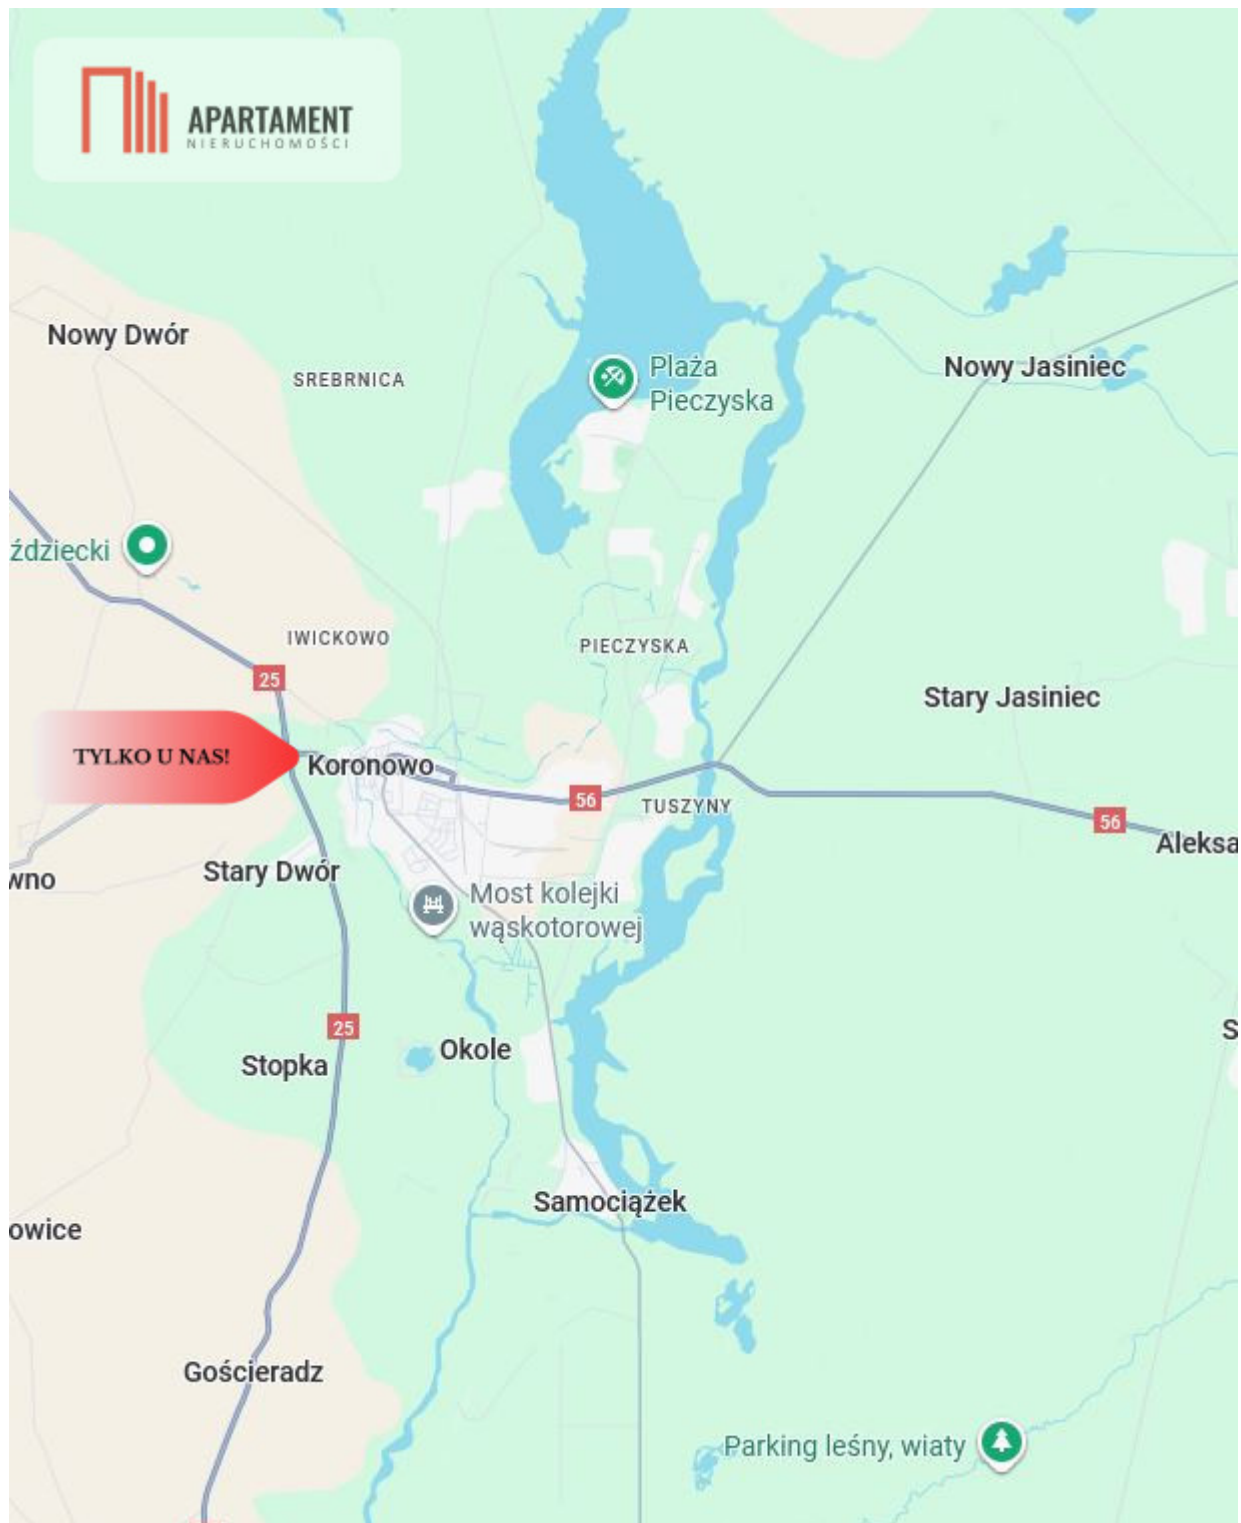 APARTAMENT
NIERUCHOMOŚCI
Nowy Dwór
SREBRNICA
Plaża
Pieczyska
Nowy Jasiniec
ździecki
IWICKOWO
PIECZYSKA
25
Stary Jasiniec
TYLKO U NAS!
Koronowo
56
TUSZYNY
56
Aleksa
wno
Stary Dwór
Most kolejki
wąskotorowej
25
S
Okole
Stopka
Samociążek
owice
Gościeradz
Parking leśny, wiaty